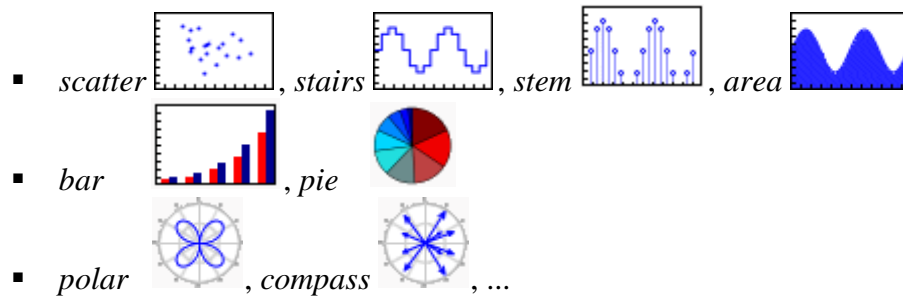 ▪ scatter , stairs , stem , area
▪ bar , pie
▪ polar , compass , ...